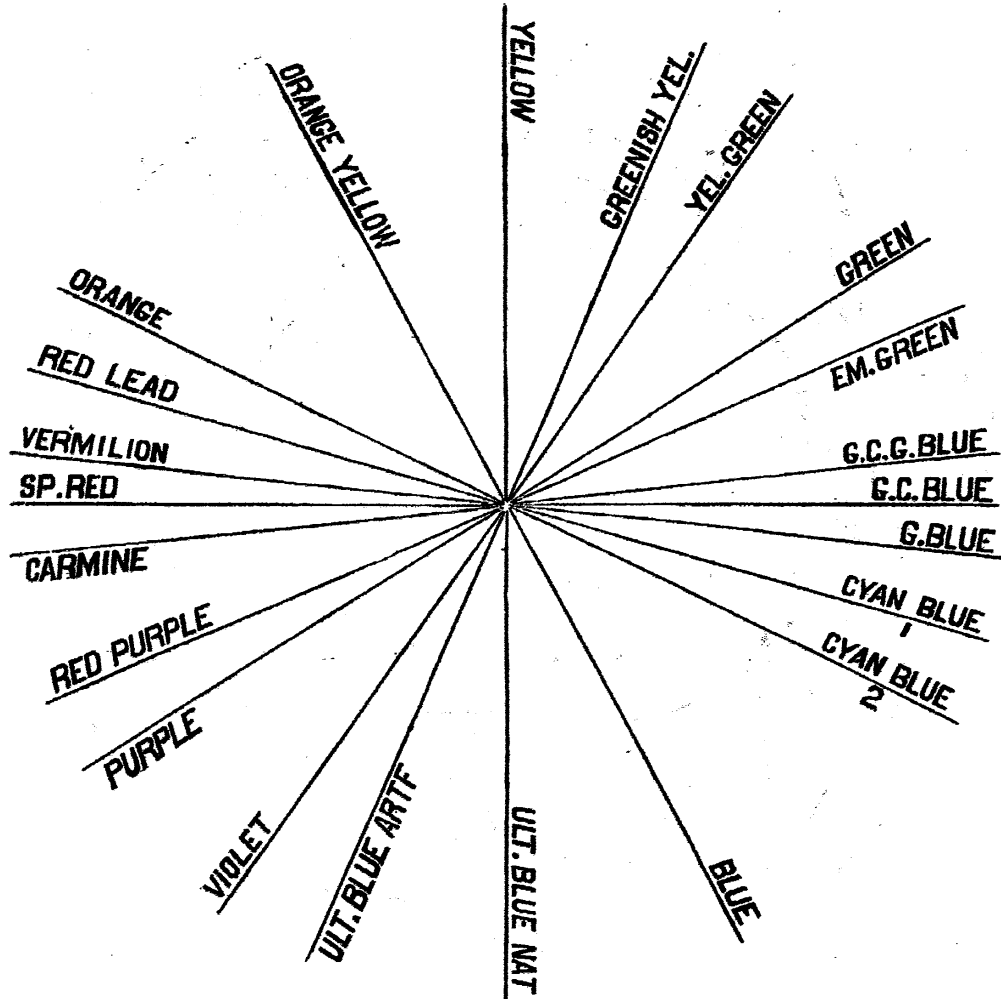 YELLOW
GREENISH YEL.
YEL. GREEN
GREEN
EM.GREEN
G.C.G.BLUE
G.C.BLUE
G.BLUE
CYAN BLUE
1
CYAN BLUE
2
BLUE
ULT.BLUE NAT
ULT.BLUE ARTF
VIOLET
PURPLE
RED PURPLE
CARMINE
SP.RED
VERMILION
RED LEAD
ORANGE
ORANGE YELLOW